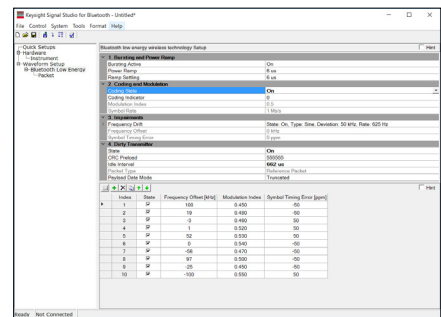 Keysight Signal Studio for Bluetooth - Untitled*
File Control System Tools Format Help
Quick Setups
Hardware
Instrument
Waveform Setup
Bluetooth Low Energy
Packet
Bluetooth low energy wireless technology Setup
Hint
1. Bursting and Power Ramp
Bursting Active On
Power Ramp 6 us
Ramp Settling 6 us
2. Coding and Modulation
Coding State On
Coding Indicator 0
Modulation Index 0.5
Symbol Rate 1 Msps
3. Impairments
Frequency Drift State: On, Type: Sine, Deviation: 50 kHz, Rate: 625 Hz
Frequency Offset 0 kHz
Symbol Timing Error 0 ppm
4. Dirty Transmitter
State On
CRC Preload 555555
Idle Interval 662 us
Packet Type Reference Packet
Payload Data Mode Truncated
Hint
Index State Frequency Offset [kHz] Modulation Index Symbol Timing Error [ppm]
1 100 0.450 -50
2 19 0.480 -50
3 -3 0.460 50
4 1 0.520 50
5 52 0.530 50
6 0 0.540 -50
7 -56 0.470 -50
8 97 0.500 -50
9 -25 0.450 -50
10 -100 0.550 50
Ready Not Connected